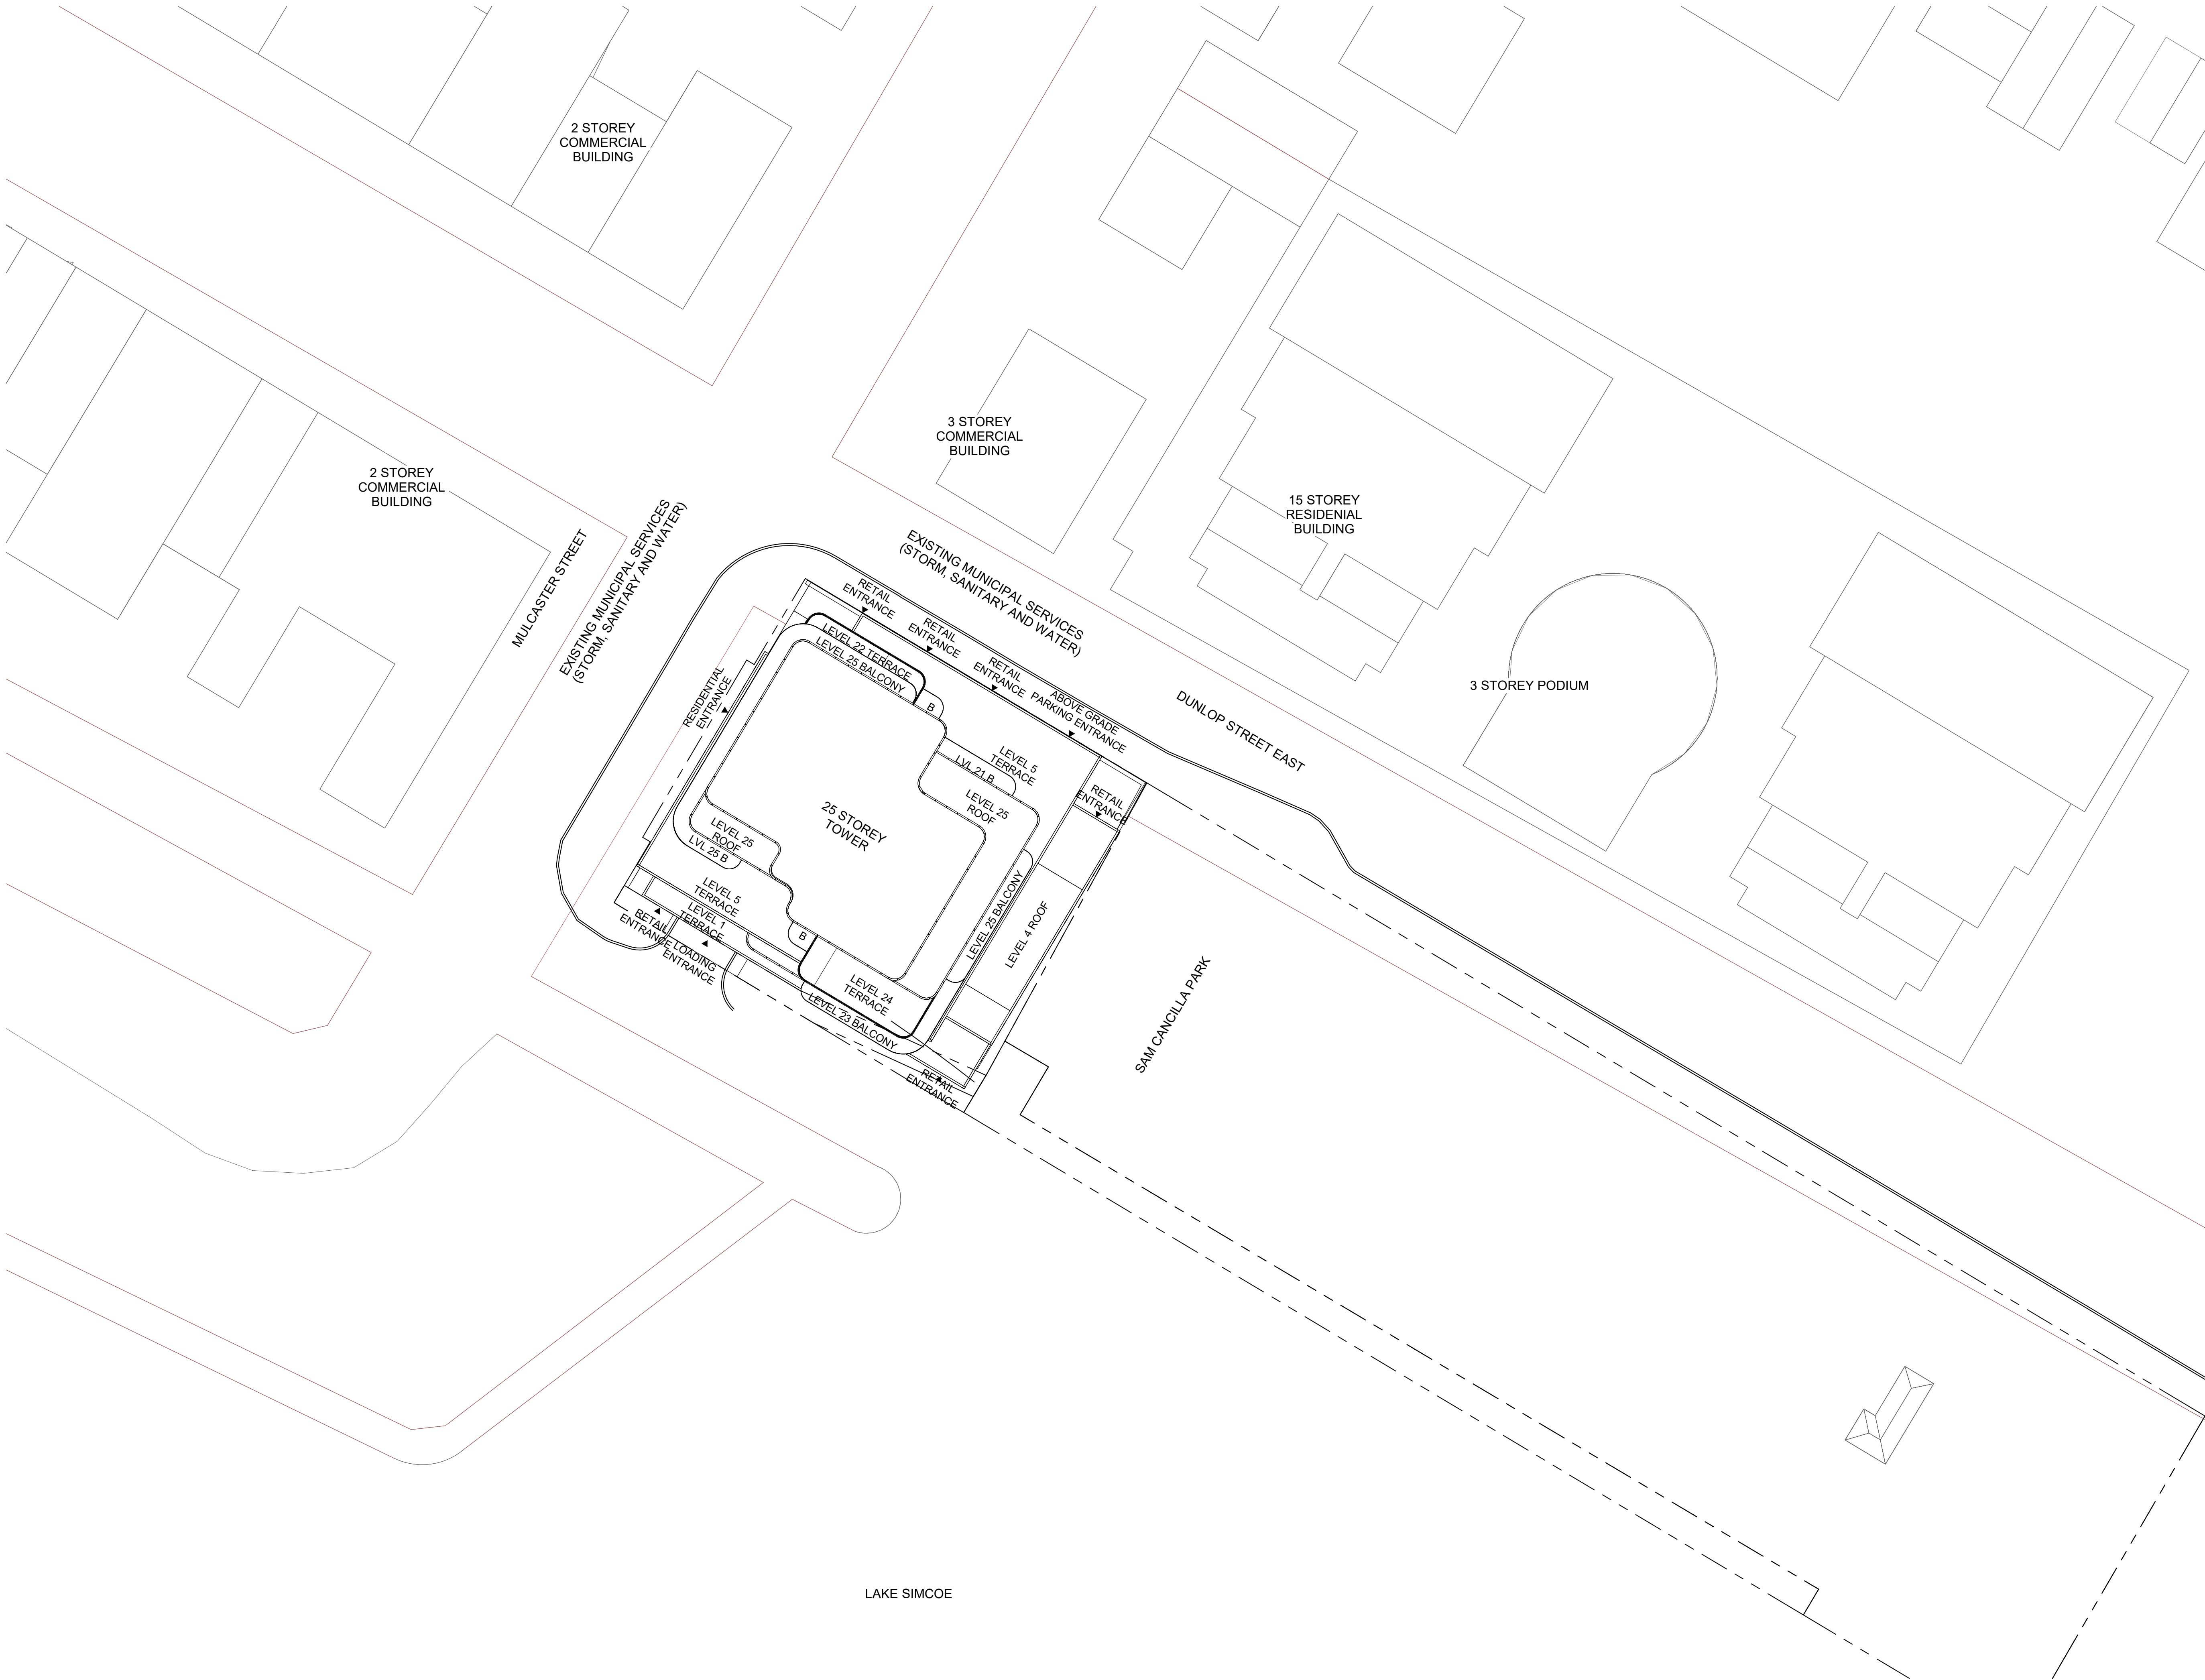 2 STOREY
COMMERCIAL
BUILDING
3 STOREY
COMMERCIAL
BUILDING
2 STOREY
COMMERCIAL
BUILDING
15 STOREY
RESIDENIAL
BUILDING
MULCASTER STREET
EXISTING MUNICIPAL SERVICES
(STORM, SANITARY AND WATER)
EXISTING MUNICIPAL SERVICES
(STORM, SANITARY AND WATER)
RETAIL
ENTRANCE
RETAIL
ENTRANCE
RETAIL
ENTRANCE
ABOVE GRADE
PARKING ENTRANCE
DUNLOP STREET EAST
3 STOREY PODIUM
LEVEL 22 TERRACE
LEVEL 25 BALCONY
B
RESIDENTIAL
ENTRANCE
LEVEL 5
TERRACE
LVL 21 B
LEVEL 25
ROOF
RETAIL
ENTRANCE
25 STOREY
TOWER
LEVEL 25
ROOF
LVL 25 B
LEVEL 5
TERRACE
LEVEL 1
TERRACE
RETAIL
ENTRANCE
LOADING
ENTRANCE
B
LEVEL 25 BALCONY
LEVEL 4 ROOF
LEVEL 24
TERRACE
LEVEL 23 BALCONY
RETAIL
ENTRANCE
SAM CANCILLA PARK
LAKE SIMCOE